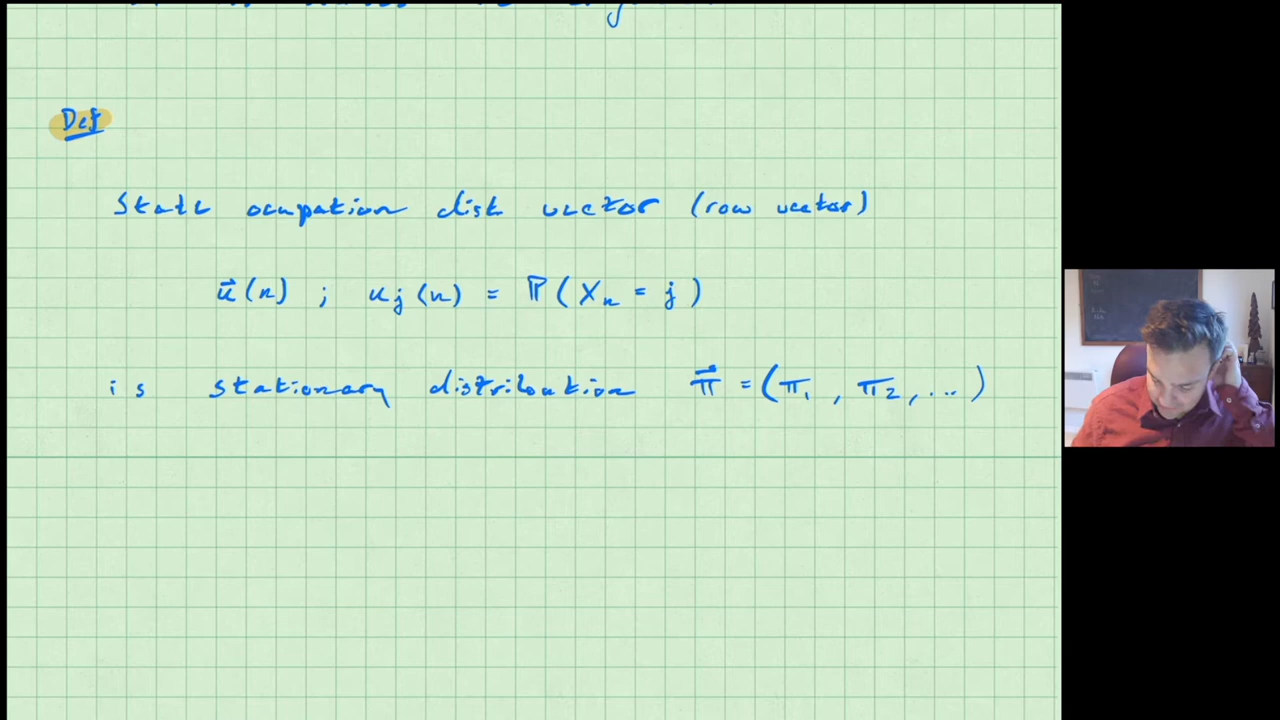 Def
State ocupation dist vector (row vector)
u⃗(n) ; uj(n) = ℙ(Xn = j)
is stationary distribution π⃗ = (π1, π2, ...)